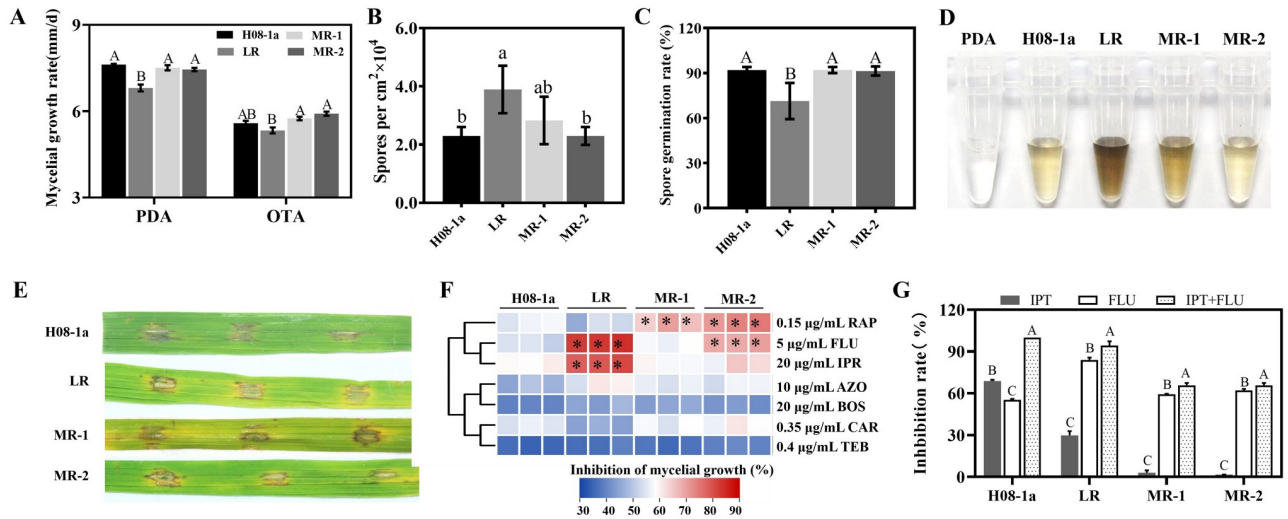 A
Mycelial growth rate(mm/d)
9
6
3
H08-1a
MR-1
LR
MR-2
A
B
A
A
AB
B
A
A
PDA
OTA
B
Spores per cm²×10⁴
6.0
4.0
2.0
0.0
b
a
ab
b
H08-1a
LR
MR-1
MR-2
C
Spore germination rate (%)
120
90
60
30
0
A
B
A
A
H08-1a
LR
MR-1
MR-2
D
PDA
H08-1a
LR
MR-1
MR-2
E
H08-1a
LR
MR-1
MR-2
F
H08-1a
LR
MR-1
MR-2
* * * * * * 0.15 μg/mL RAP
* * * * * * 5 μg/mL FLU
* * * 20 μg/mL IPR
10 μg/mL AZO
20 μg/mL BOS
0.35 μg/mL CAR
0.4 μg/mL TEB
Inhibition of mycelial growth (%)
30 40 50 60 70 80 90
G
IPT
FLU
IPT+FLU
Inhbibition rate( %)
120
90
60
30
0
B
C
A
C
B
A
C
B
A
C
B
A
H08-1a
LR
MR-1
MR-2